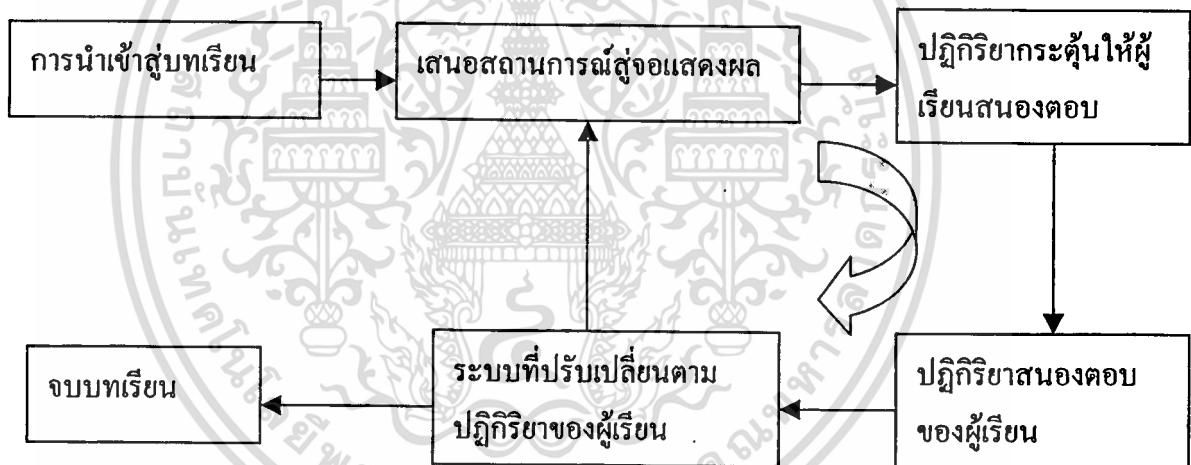 การนำเข้าสู่บทเรียน
เสนอสถานการณ์สู่จอแสดงผล
ปฏิกิริยากระตุ้นให้ผู้
เรียนสนองตอบ
จบบทเรียน
ระบบที่ปรับเปลี่ยนตาม
ปฏิกิริยาของผู้เรียน
ปฏิกิริยาสนองตอบ
ของผู้เรียน